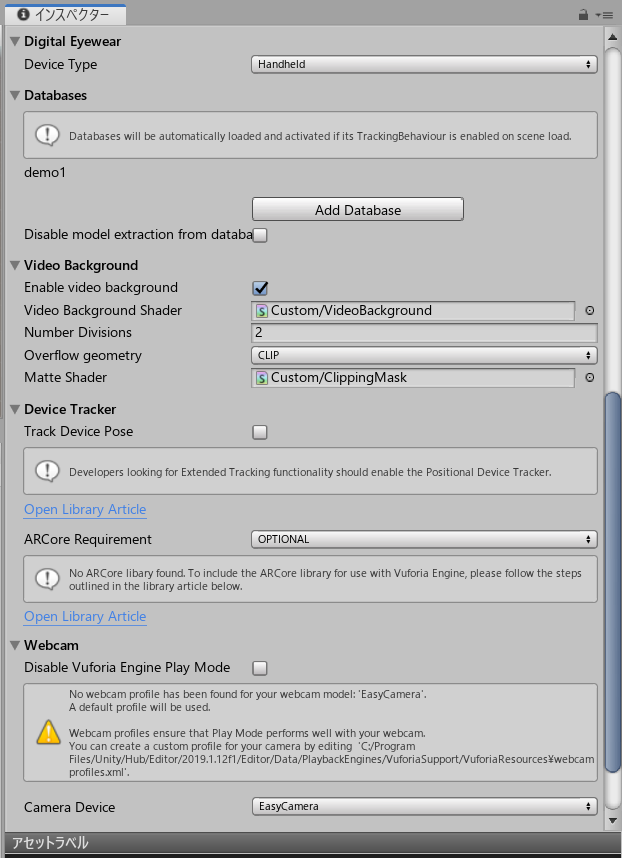 インスペクター
Digital Eyewear
Device Type
Handheld
Databases
Databases will be automatically loaded and activated if its TrackingBehaviour is enabled on scene load.
demo1
Add Database
Disable model extraction from databa
Video Background
Enable video background
Video Background Shader
Custom/VideoBackground
Number Divisions
2
Overflow geometry
CLIP
Matte Shader
Custom/ClippingMask
Device Tracker
Track Device Pose
Developers looking for Extended Tracking functionality should enable the Positional Device Tracker.
Open Library Article
ARCore Requirement
OPTIONAL
No ARCore libary found. To include the ARCore library for use with Vuforia Engine, please follow the steps
outlined in the library article below.
Open Library Article
Webcam
Disable Vuforia Engine Play Mode
No webcam profile has been found for your webcam model: 'EasyCamera'.
A default profile will be used.
Webcam profiles ensure that Play Mode performs well with your webcam.
You can create a custom profile for your camera by editing 'C:/Program
Files/Unity/Hub/Editor/2019.1.12f1/Editor/Data/PlaybackEngines/VuforiaSupport/VuforiaResources¥webcam
profiles.xml'.
Camera Device
EasyCamera
アセットラベル